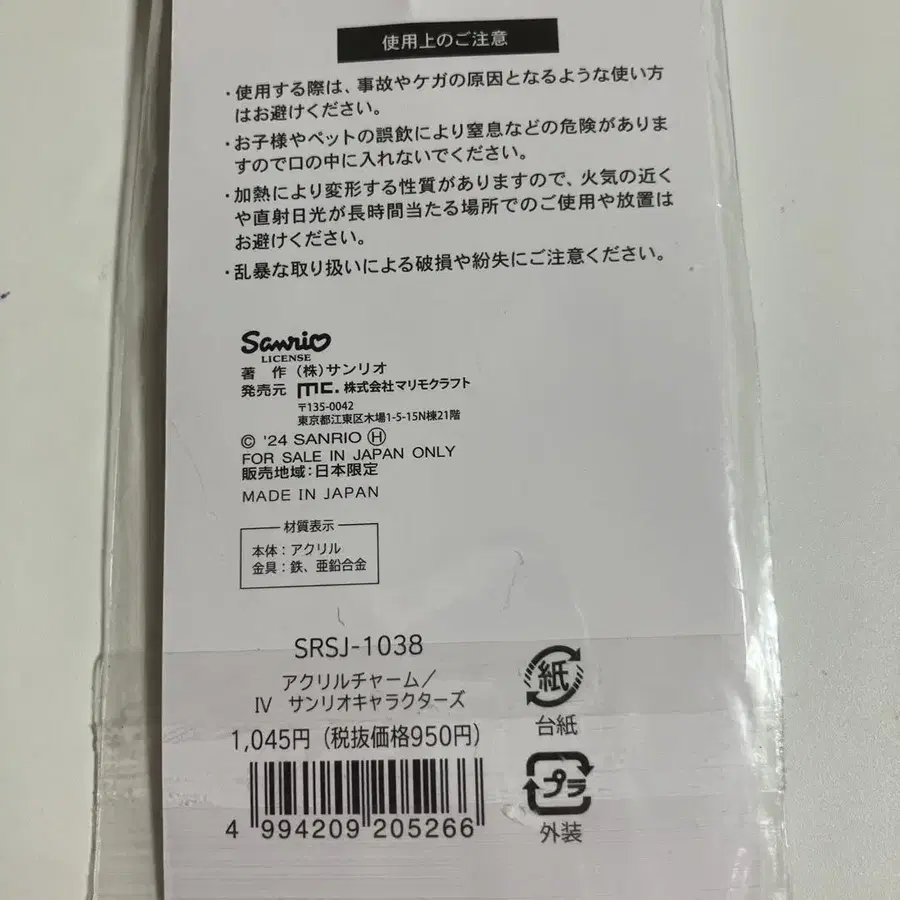 使用上のご注意
・使用する際は、事故やケガの原因となるような使い方
はお避けください。
・お子様やペットの誤飲により窒息などの危険がありま
すので口の中に入れないでください。
・加熱により変形する性質がありますので、火気の近く
や直射日光が長時間当たる場所でのご使用や放置は
お避けください。
・乱暴な取り扱いによる破損や紛失にご注意ください。
Sanrio
LICENSE
著 作 (株)サンリオ
発売元 mc. 株式会社マリモクラフト
〒135-0042
東京都江東区木場1-5-15N棟21階
© '24 SANRIO Ⓗ
FOR SALE IN JAPAN ONLY
販売地域:日本限定
MADE IN JAPAN
材質表示
本体:アクリル
金具:鉄、亜鉛合金
SRSJ-1038
アクリルチャーム/
IV サンリオキャラクターズ
1,045円(税抜価格950円)
4 994209 205266
紙
台紙
プラ
外装